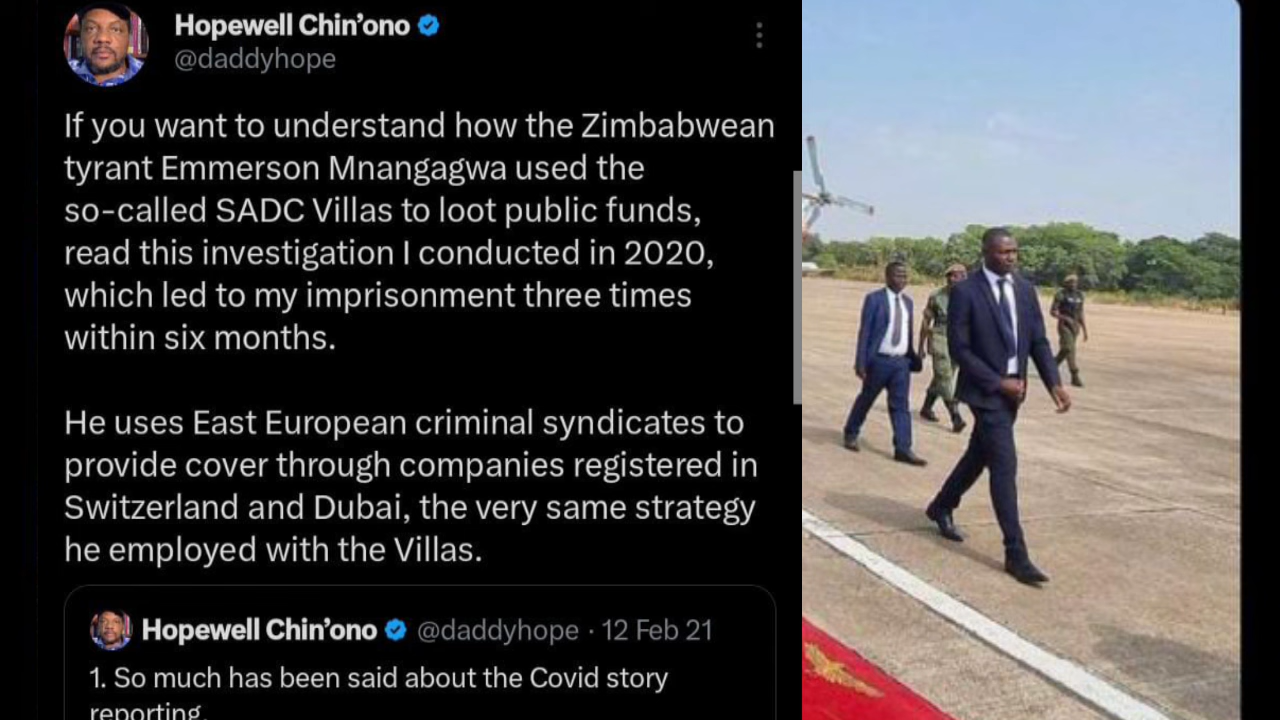 Hopewell Chin’ono
@daddyhope
If you want to understand how the Zimbabwean
tyrant Emmerson Mnangagwa used the
so-called SADC Villas to loot public funds,
read this investigation I conducted in 2020,
which led to my imprisonment three times
within six months.
He uses East European criminal syndicates to
provide cover through companies registered in
Switzerland and Dubai, the very same strategy
he employed with the Villas.
Hopewell Chin’ono @daddyhope · 12 Feb 21
1. So much has been said about the Covid story
reporting.